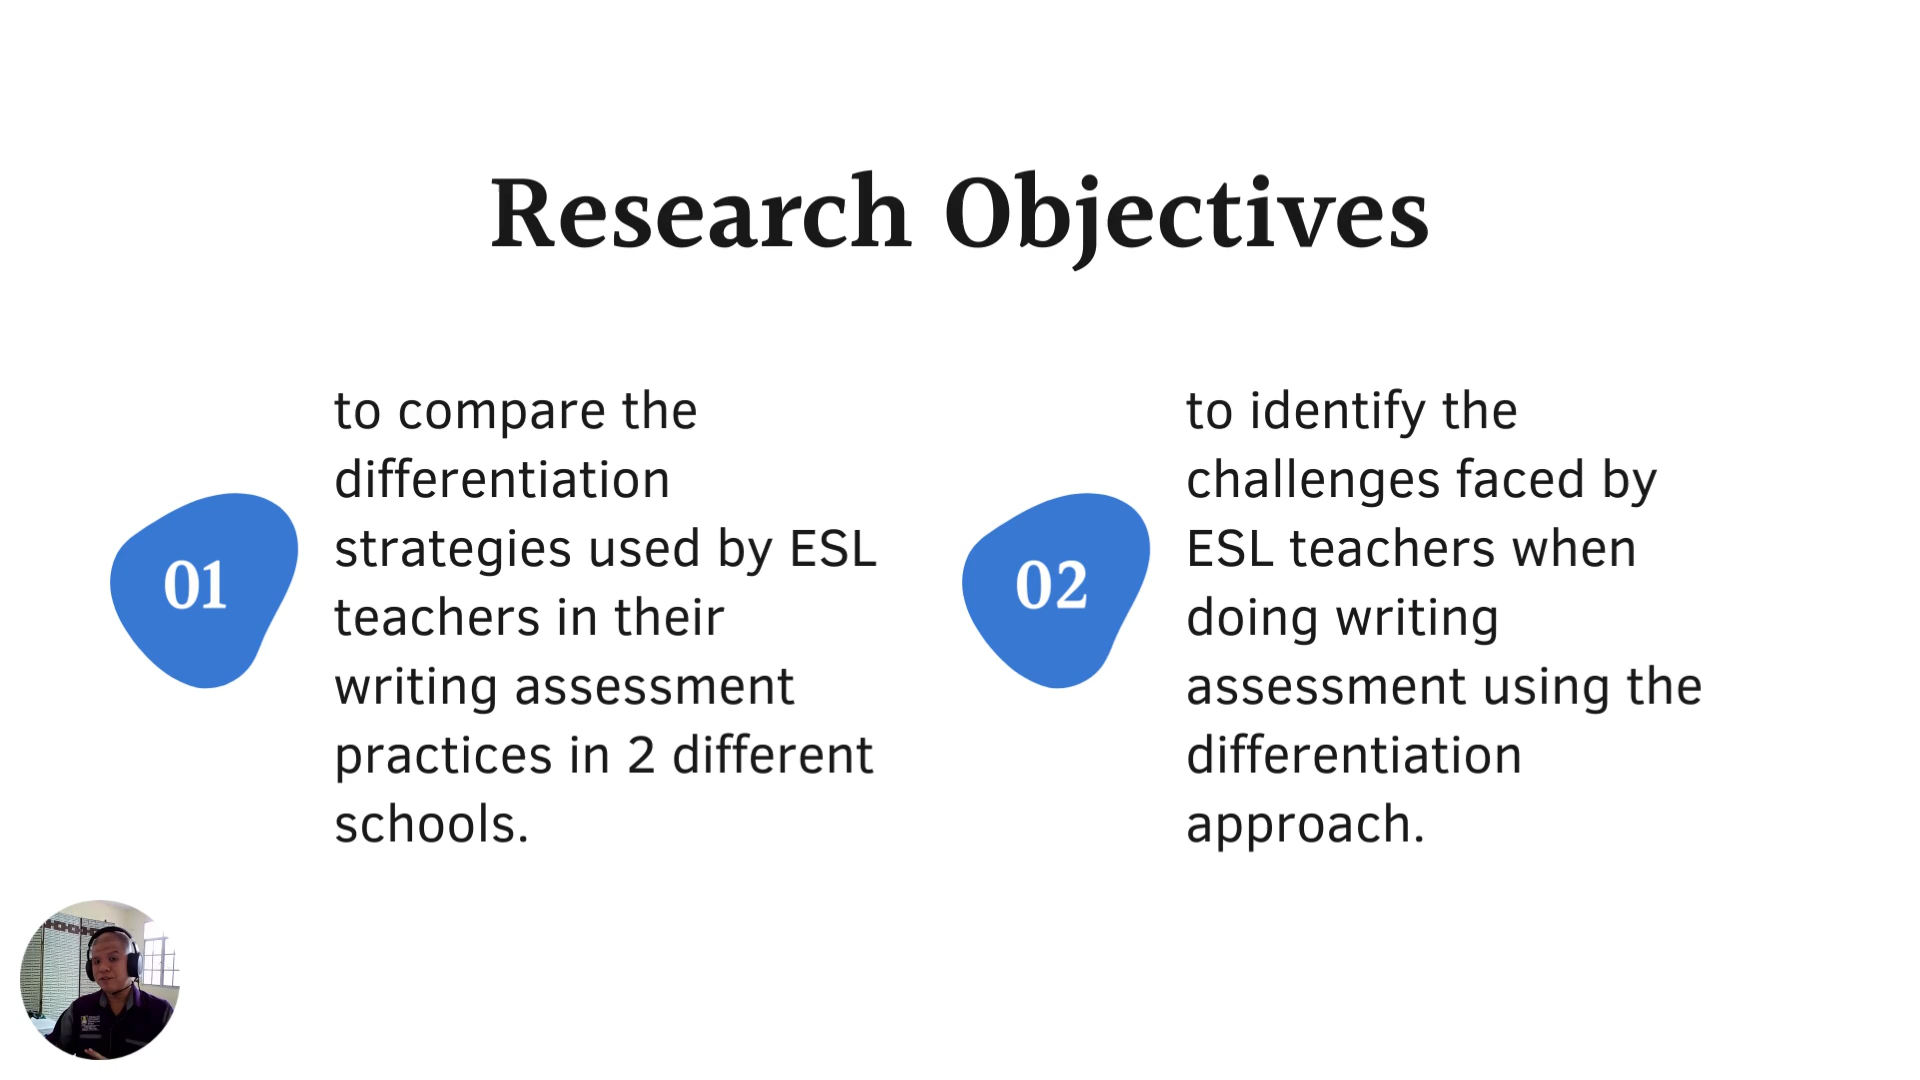 Research Objectives
01
to compare the
differentiation
strategies used by ESL
teachers in their
writing assessment
practices in 2 different
schools.
02
to identify the
challenges faced by
ESL teachers when
doing writing
assessment using the
differentiation
approach.